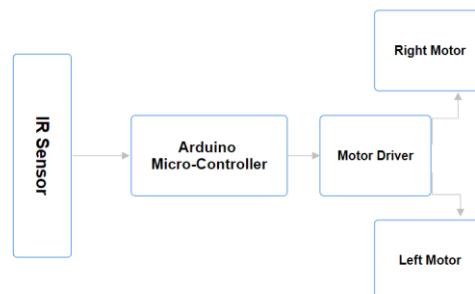 Right Motor
IR Sensor
Arduino
Micro-Controller
Motor Driver
Left Motor